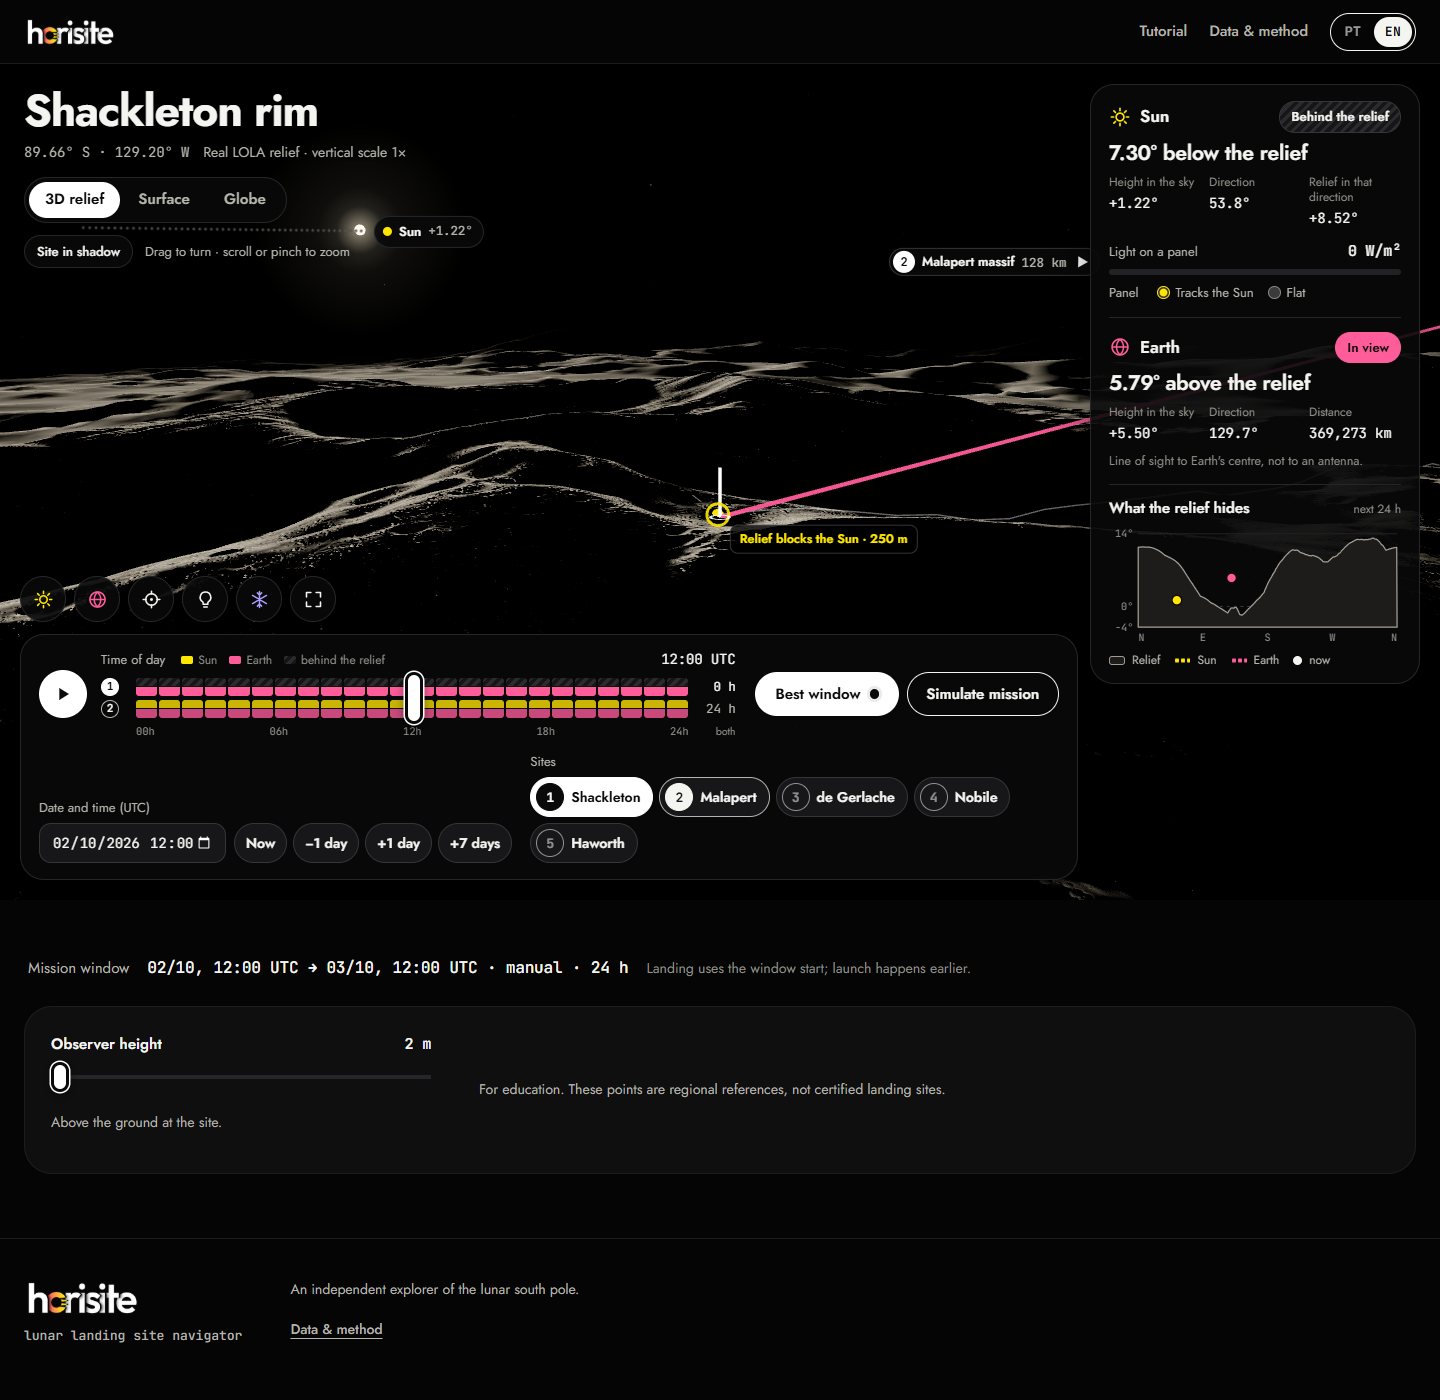 horisite
Tutorial
Data & method
PT
EN
Shackleton rim
89.66° S · 129.20° W Real LOLA relief · vertical scale 1×
3D relief
Surface
Globe
Sun +1.22°
Site in shadow
Drag to turn · scroll or pinch to zoom
2 Malapert massif 128 km
Relief blocks the Sun · 250 m
Sun
Behind the relief
7.30° below the relief
Height in the sky
Direction
Relief in that direction
+1.22°
53.8°
+8.52°
Light on a panel
0 W/m²
Panel
Tracks the Sun
Flat
Earth
In view
5.79° above the relief
Height in the sky
Direction
Distance
+5.50°
129.7°
369,273 km
Line of sight to Earth's centre, not to an antenna.
What the relief hides
next 24 h
14°
0°
-4°
N E S W N
Relief
Sun
Earth
now
Time of day
Sun
Earth
behind the relief
12:00 UTC
1
0 h
2
24 h
00h 06h 12h 18h 24h
both
Best window
Simulate mission
Date and time (UTC)
02/10/2026 12:00
Now
−1 day
+1 day
+7 days
Sites
1 Shackleton
2 Malapert
3 de Gerlache
4 Nobile
5 Haworth
Mission window 02/10, 12:00 UTC → 03/10, 12:00 UTC · manual · 24 h Landing uses the window start; launch happens earlier.
Observer height
2 m
Above the ground at the site.
For education. These points are regional references, not certified landing sites.
horisite
lunar landing site navigator
An independent explorer of the lunar south pole.
Data & method